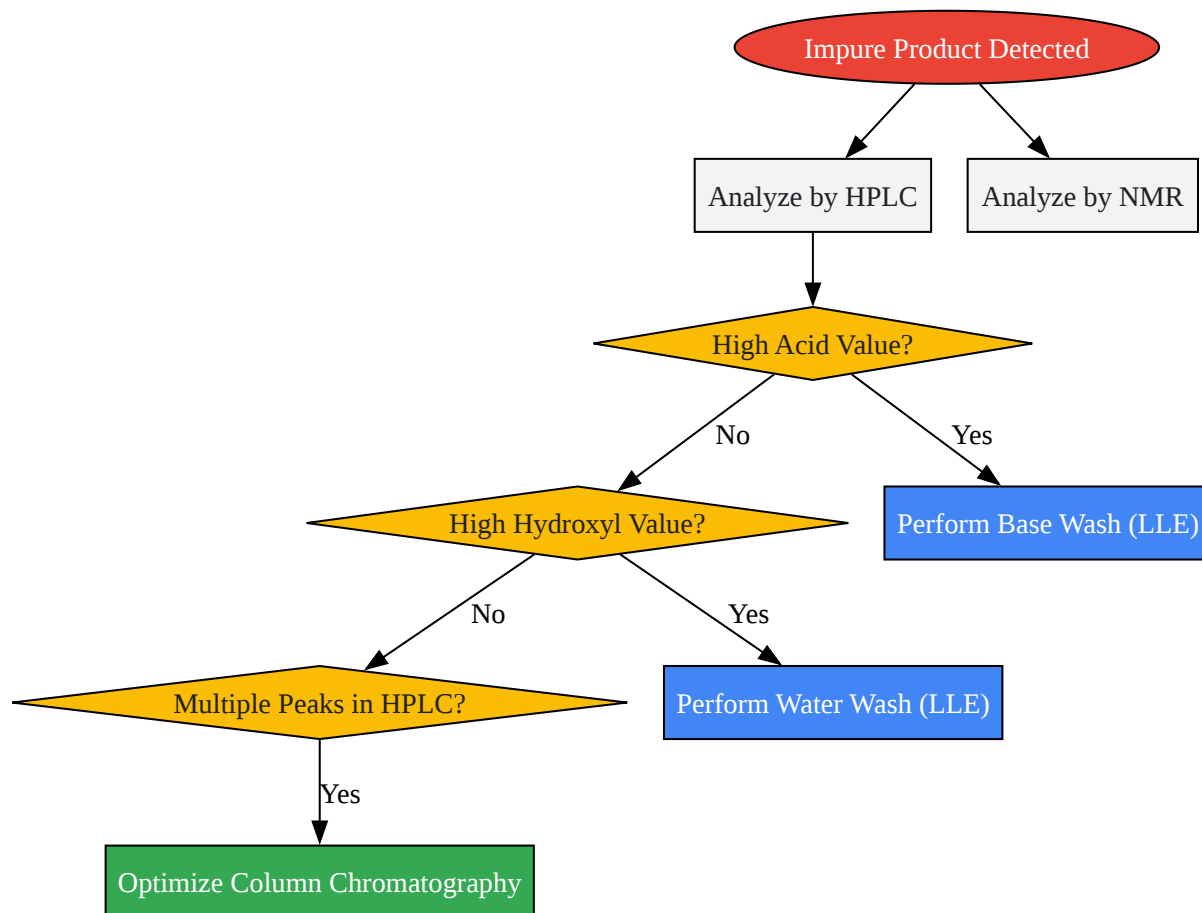 Impure Product Detected
Analyze by HPLC
Analyze by NMR
High Acid Value?
No
Yes
High Hydroxyl Value?
Perform Base Wash (LLE)
No
Yes
Multiple Peaks in HPLC?
Perform Water Wash (LLE)
Yes
Optimize Column Chromatography